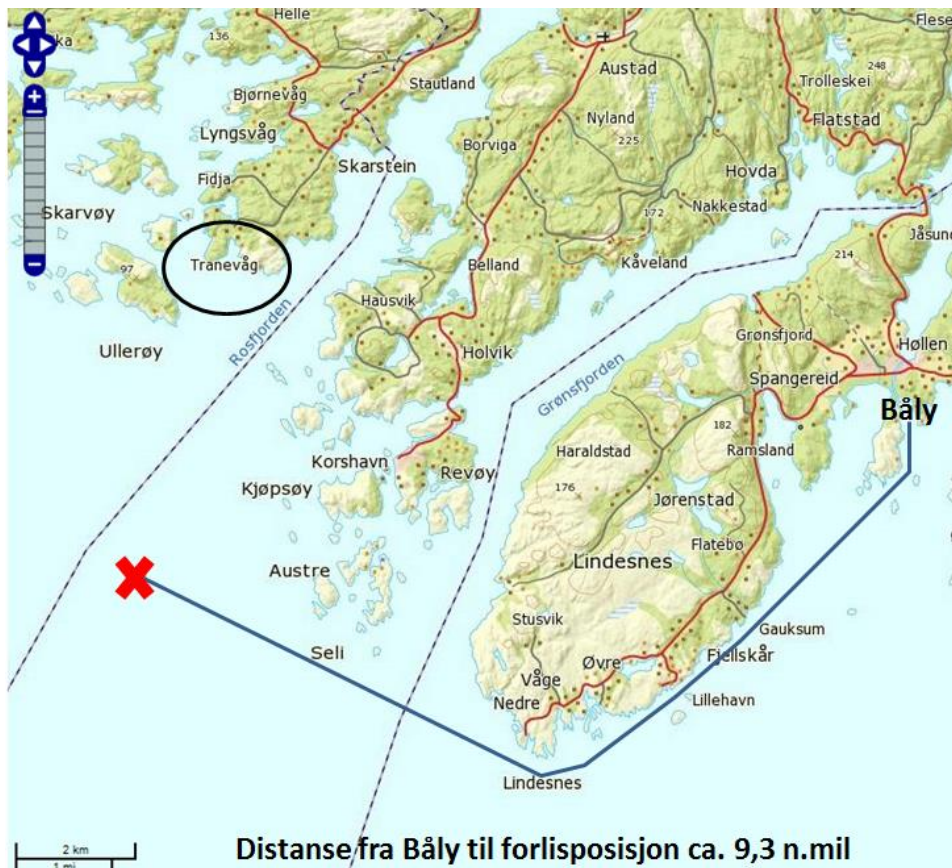 Helle
136
ka
Flese
Austad
248
Trolleskei
Stautland
Bjørnevåg
Nyland
Flatstad
Lyngsvåg
225
Borviga
Skarstein
Hovda
Fidja
Nakkestad
Skarvøy
172
Jåsund
97
Tranevåg
Belland
Kåveland
214
Hausvik
Rosfjorden
Grønsfjord
Høllen
Ullerøy
Holvik
Grønsfjorden
Spangereid
Båly
182
Haraldstad
Ramsland
Korshavn
Revøy
Kjøpsøy
176
Jørenstad
Flatebø
Austre
Lindesnes
Stusvik
Gauksum
Seli
Øvre
Fjellskår
Våge
Nedre
Lillehavn
Lindesnes
2 km
1 mi
Distanse fra Båly til forlisposisjon ca. 9,3 n.mil